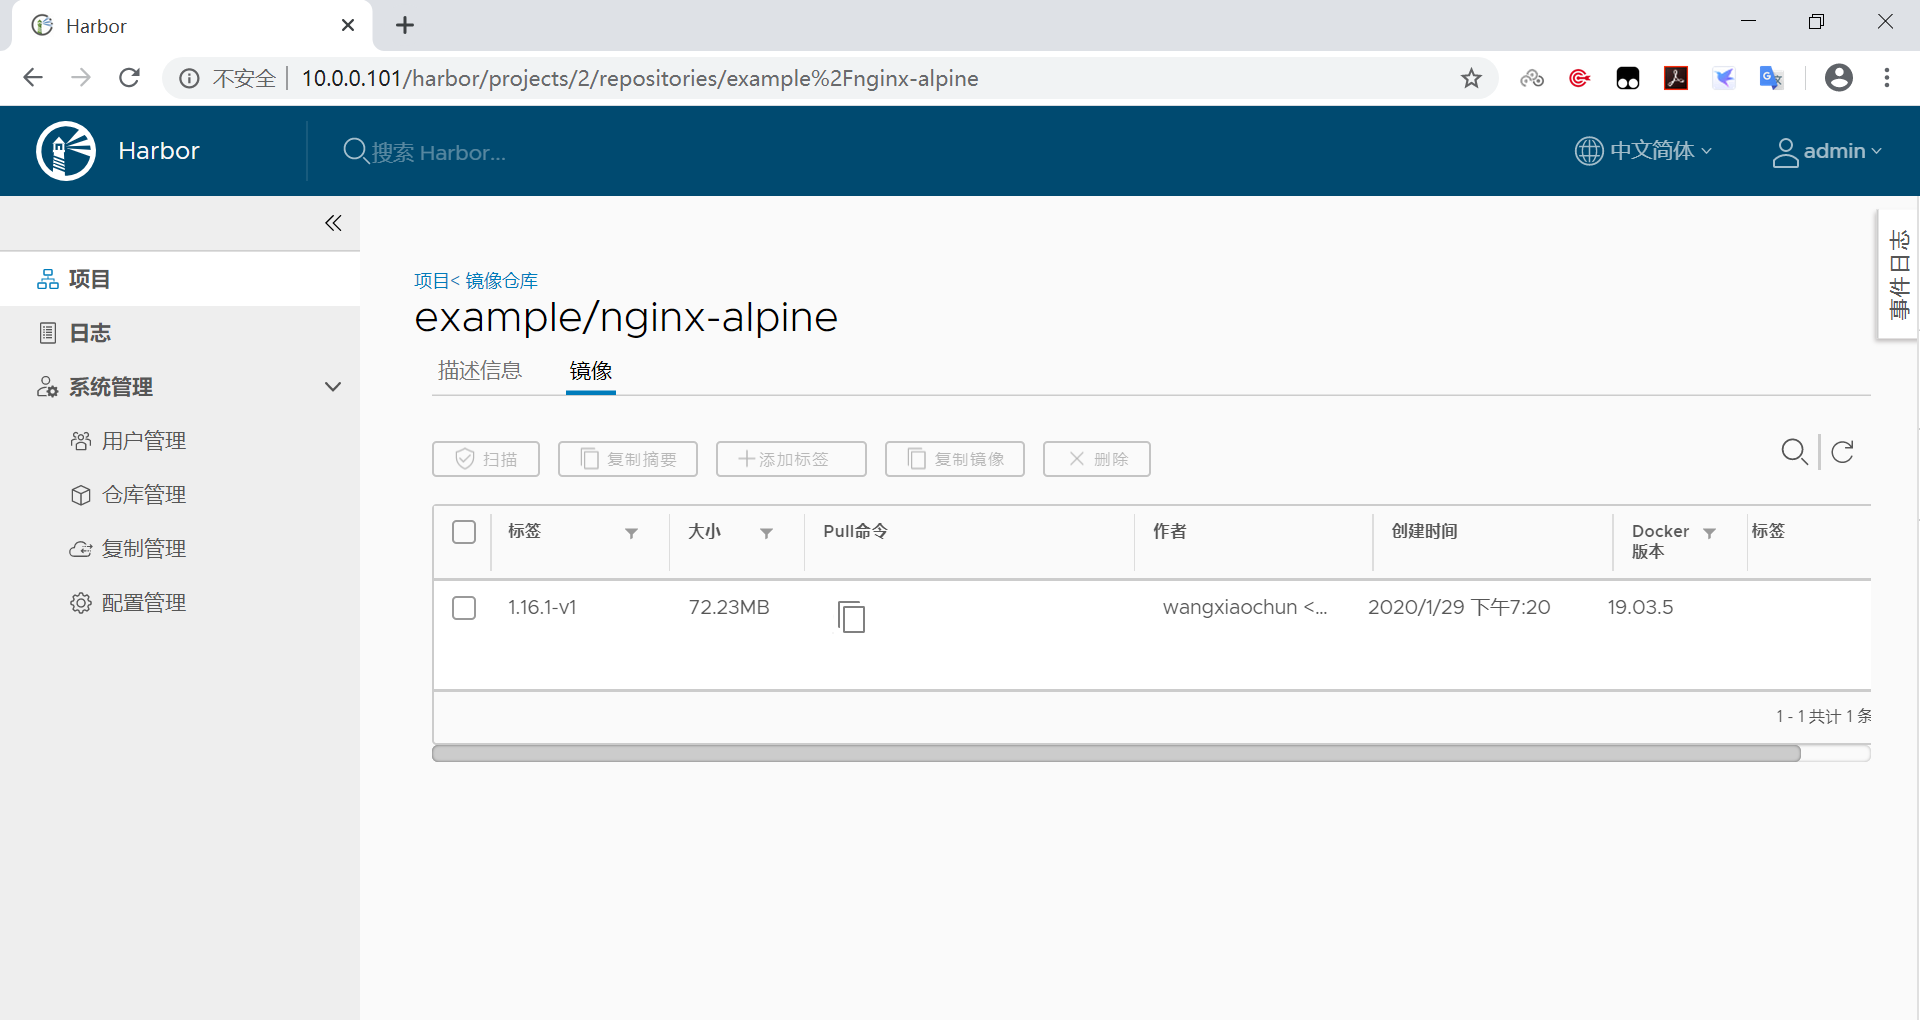 Harbor
不安全 10.0.0.101/harbor/projects/2/repositories/example%2Fnginx-alpine
Harbor 搜索 Harbor... 中文简体 admin
项目
日志
系统管理
用户管理
仓库管理
复制管理
配置管理
事件日志
项目< 镜像仓库
example/nginx-alpine
描述信息 镜像
扫描 复制摘要 添加标签 复制镜像 删除
标签 大小 Pull命令 作者 创建时间 Docker 版本 标签
1.16.1-v1 72.23MB wangxiaochun <... 2020/1/29 下午7:20 19.03.5
1 - 1 共计 1 条